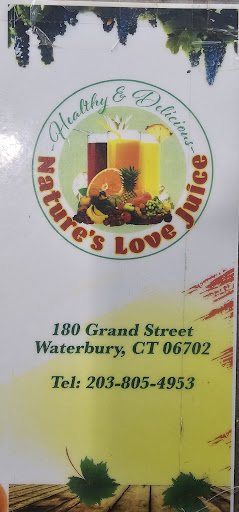 -Healthy & Delicious-
Nature's Love Juice
180 Grand Street
Waterbury, CT 06702
Tel: 203-805-4953